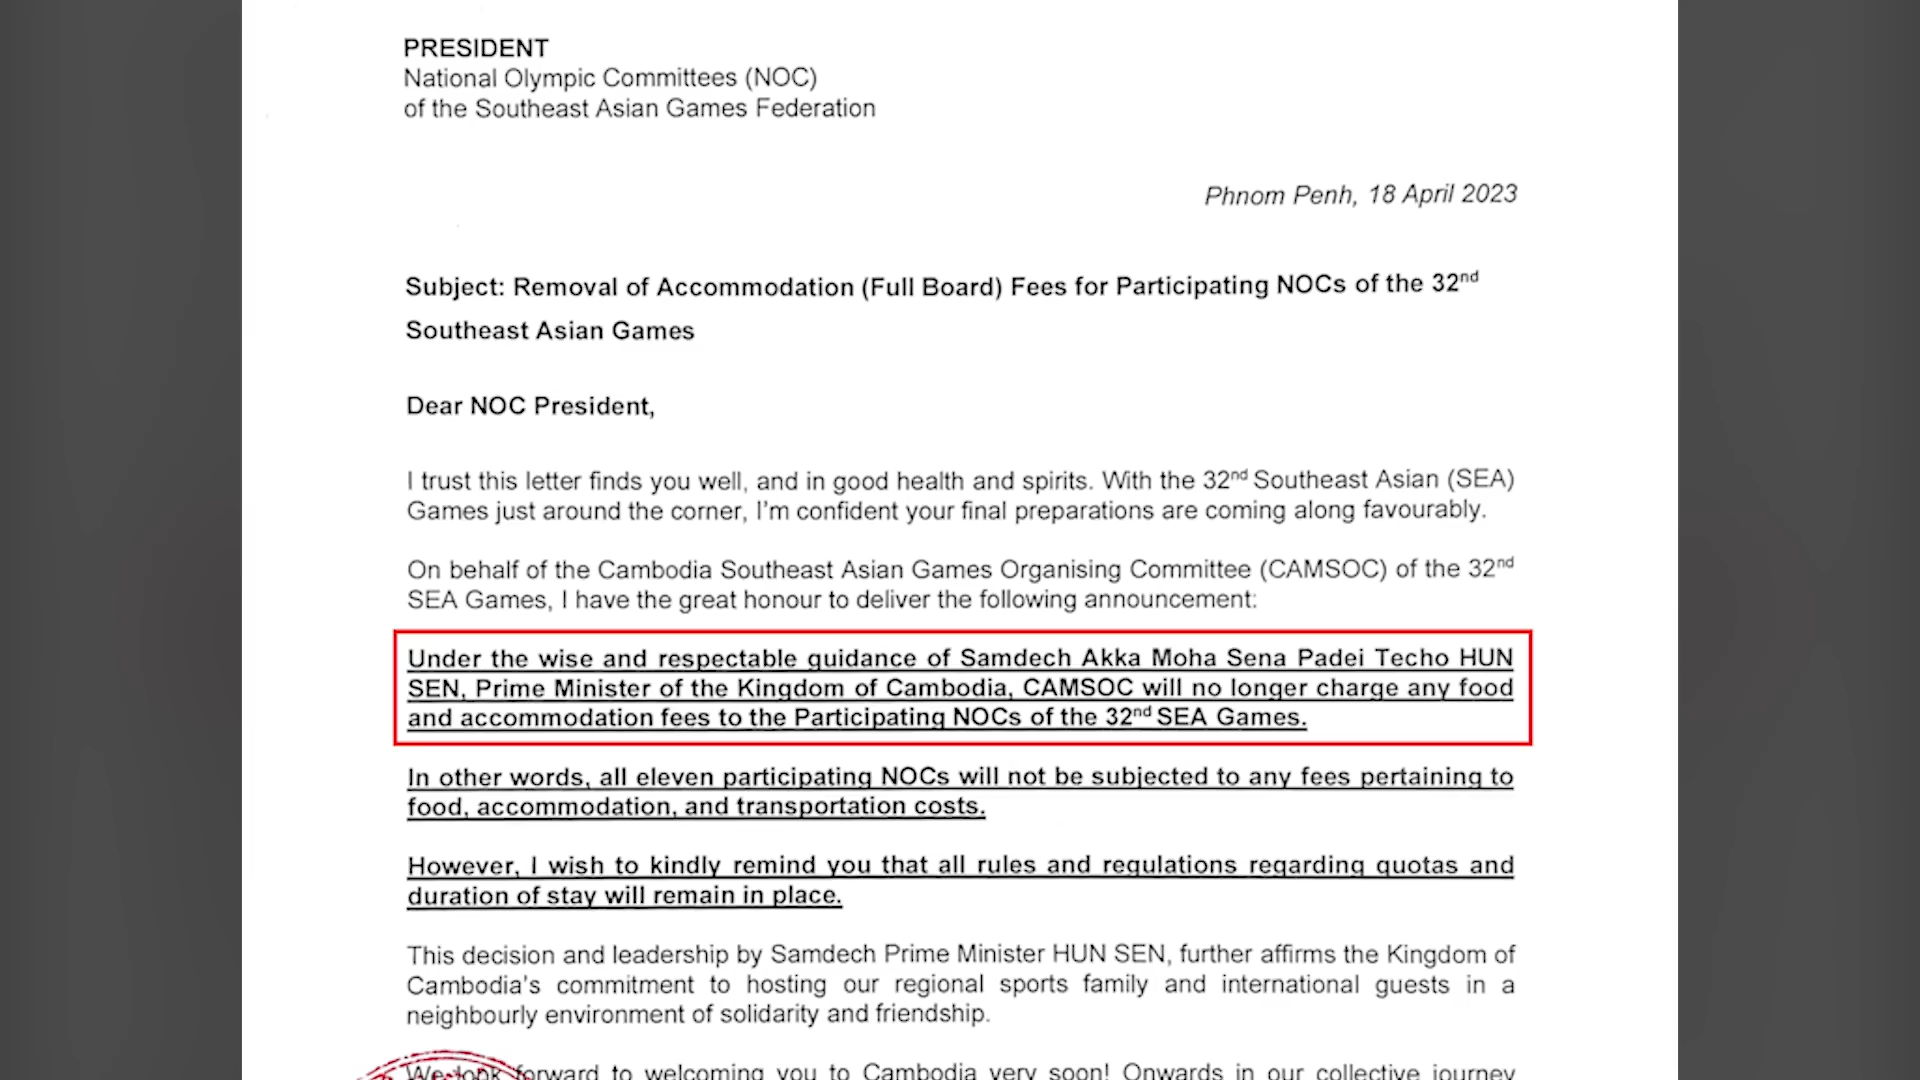 PRESIDENT
National Olympic Committees (NOC)
of the Southeast Asian Games Federation
Phnom Penh, 18 April 2023
Subject: Removal of Accommodation (Full Board) Fees for Participating NOCs of the 32nd
Southeast Asian Games
Dear NOC President,
I trust this letter finds you well, and in good health and spirits. With the 32nd Southeast Asian (SEA)
Games just around the corner, I'm confident your final preparations are coming along favourably.
On behalf of the Cambodia Southeast Asian Games Organising Committee (CAMSOC) of the 32nd
SEA Games, I have the great honour to deliver the following announcement:
Under the wise and respectable guidance of Samdech Akka Moha Sena Padei Techo HUN
SEN, Prime Minister of the Kingdom of Cambodia, CAMSOC will no longer charge any food
and accommodation fees to the Participating NOCs of the 32nd SEA Games.
In other words, all eleven participating NOCs will not be subjected to any fees pertaining to
food, accommodation, and transportation costs.
However, I wish to kindly remind you that all rules and regulations regarding quotas and
duration of stay will remain in place.
This decision and leadership by Samdech Prime Minister HUN SEN, further affirms the Kingdom of
Cambodia's commitment to hosting our regional sports family and international guests in a
neighbourly environment of solidarity and friendship.
We look forward to welcoming you to Cambodia very soon! Onwards in our collective journey